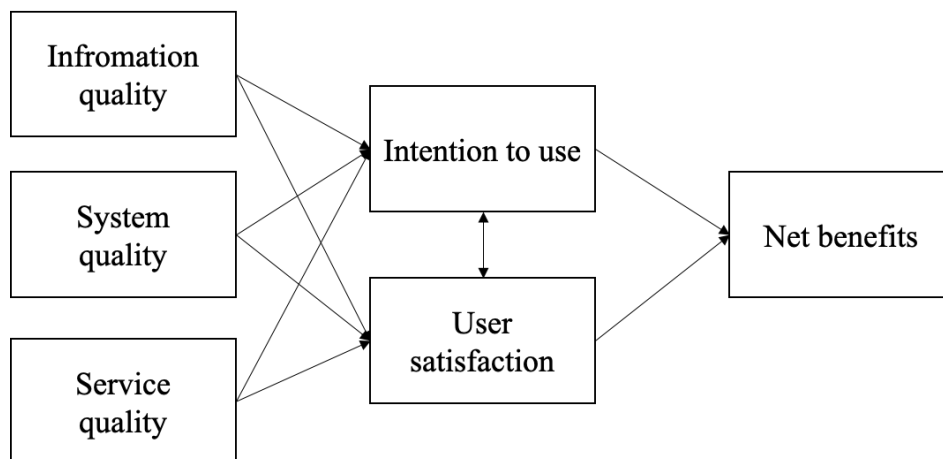 Infromation
quality
System
quality
Service
quality
Intention to use
User
satisfaction
Net benefits